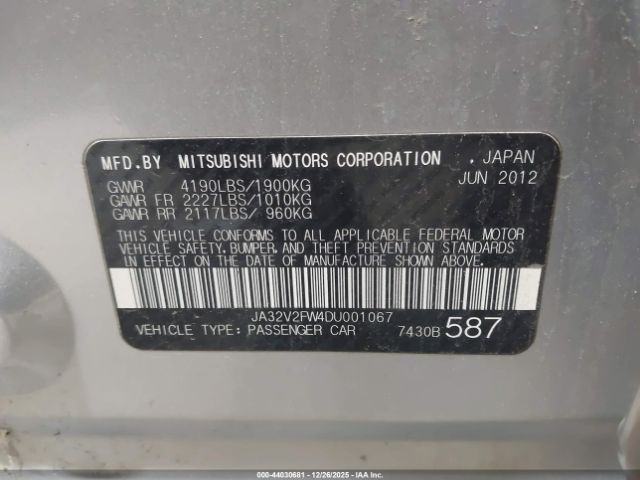 MFD.BY MITSUBISHI MOTORS CORPORATION , JAPAN
JUN 2012
GVWR 4190LBS/1900KG
GAWR FR 2227LBS/1010KG
GAWR RR 2117LBS/ 960KG
THIS VEHICLE CONFORMS TO ALL APPLICABLE FEDERAL MOTOR
VEHICLE SAFETY. BUMPER, AND THEFT PREVENTION STANDARDS
IN EFFECT ON THE DATE OF MANUFACTURE SHOWN ABOVE.
JA32V2FW4DU001067
VEHICLE TYPE: PASSENGER CAR 7430B 587
000-44030681 | 12/26/2025 - IAAI.COM